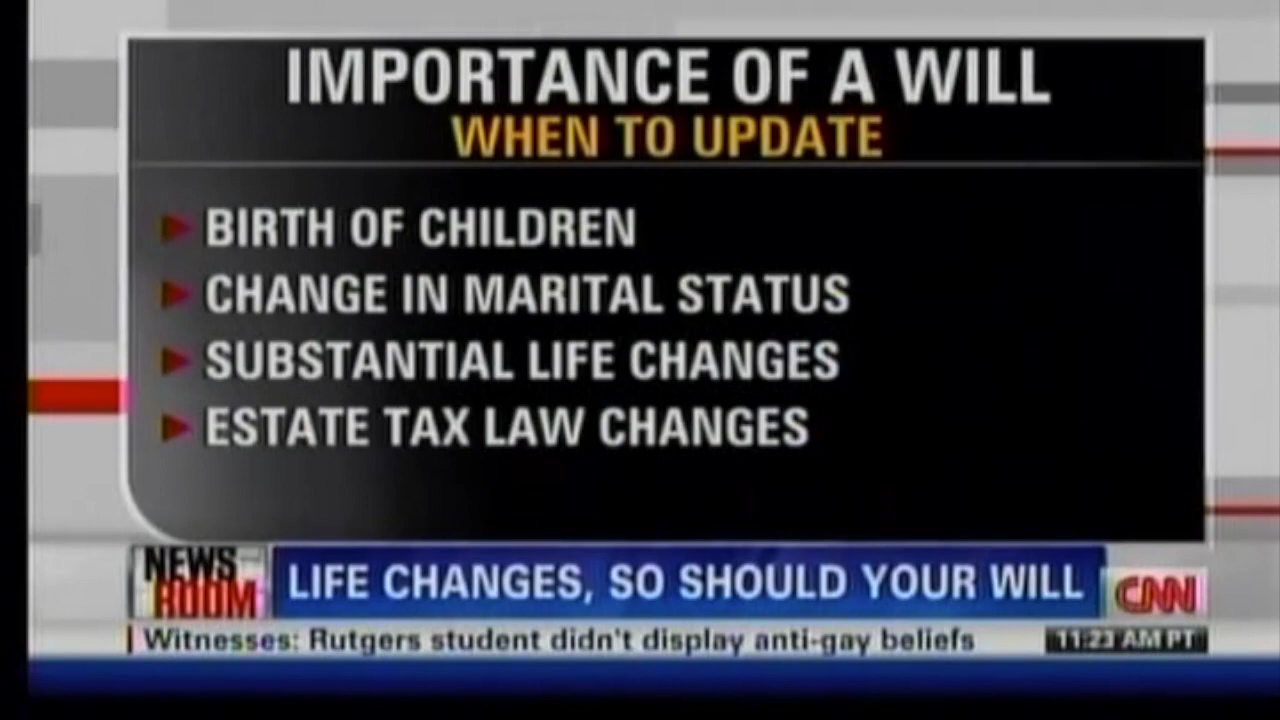 IMPORTANCE OF A WILL
WHEN TO UPDATE
BIRTH OF CHILDREN
CHANGE IN MARITAL STATUS
SUBSTANTIAL LIFE CHANGES
ESTATE TAX LAW CHANGES
NEWS ROOM
LIFE CHANGES, SO SHOULD YOUR WILL
CNN
Witnesses: Rutgers student didn't display anti-gay beliefs
11:23 AM PT